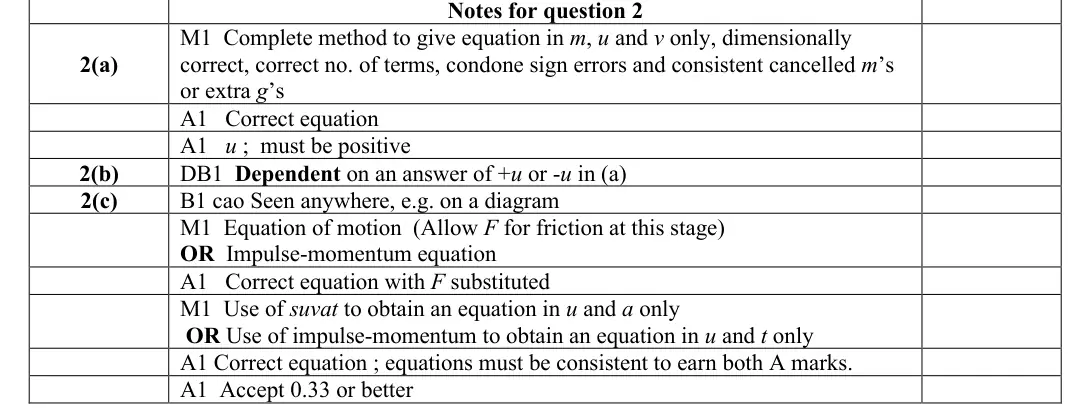 Notes for question 2
2(a)
M1 Complete method to give equation in m, u and v only, dimensionally
correct, correct no. of terms, condone sign errors and consistent cancelled m's
or extra g's
A1 Correct equation
A1 u ; must be positive
2(b)
DB1 Dependent on an answer of +u or -u in (a)
2(c)
B1 cao Seen anywhere, e.g. on a diagram
M1 Equation of motion (Allow F for friction at this stage)
OR Impulse-momentum equation
A1 Correct equation with F substituted
M1 Use of suvat to obtain an equation in u and a only
OR Use of impulse-momentum to obtain an equation in u and t only
A1 Correct equation ; equations must be consistent to earn both A marks.
A1 Accept 0.33 or better